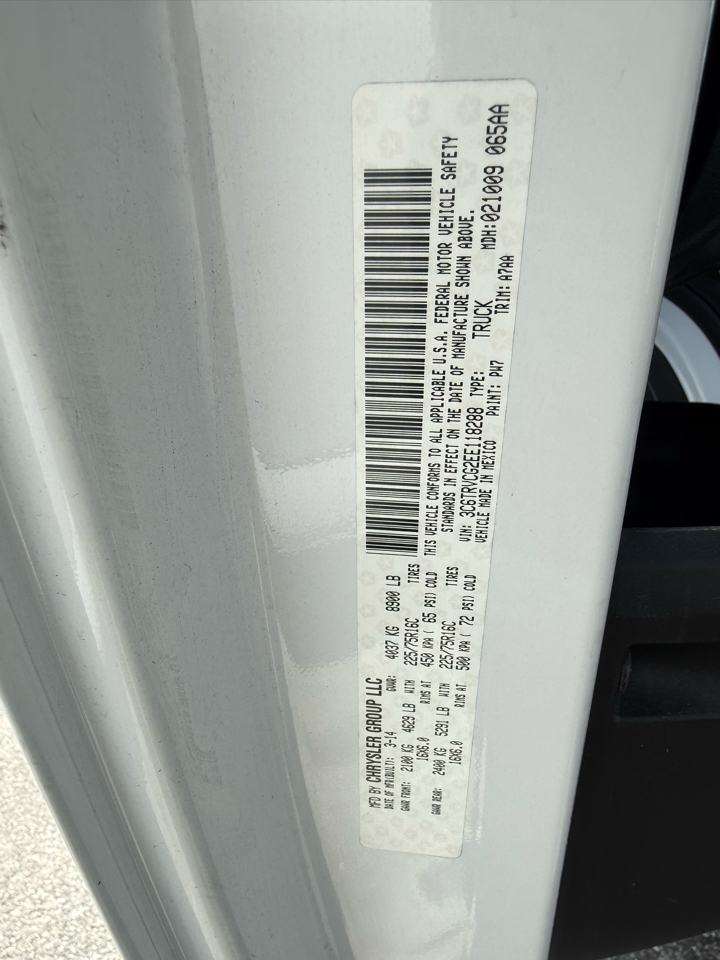 MFD BY CHRYSLER GROUP LLC
DATE OF MFR(BUILT): 3-14 GVWR: 4037 KG 8900 LB
GAWR FRONT: 2100 KG 4629 LB WITH 225/75R16C TIRES
16X6.0 RIMS AT 450 KPA ( 65 PSI) COLD
GAWR REAR: 2400 KG 5291 LB WITH 225/75R16C TIRES
16X6.0 RIMS AT 500 KPA ( 72 PSI) COLD
THIS VEHICLE CONFORMS TO ALL APPLICABLE U.S.A. FEDERAL MOTOR VEHICLE SAFETY
STANDARDS IN EFFECT ON THE DATE OF MANUFACTURE SHOWN ABOVE.
VIN: 3C6TRVCG2EE118288 TYPE: TRUCK MDH:021009 065AA
VEHICLE MADE IN MEXICO PAINT: PW7 TRIM: A7AA